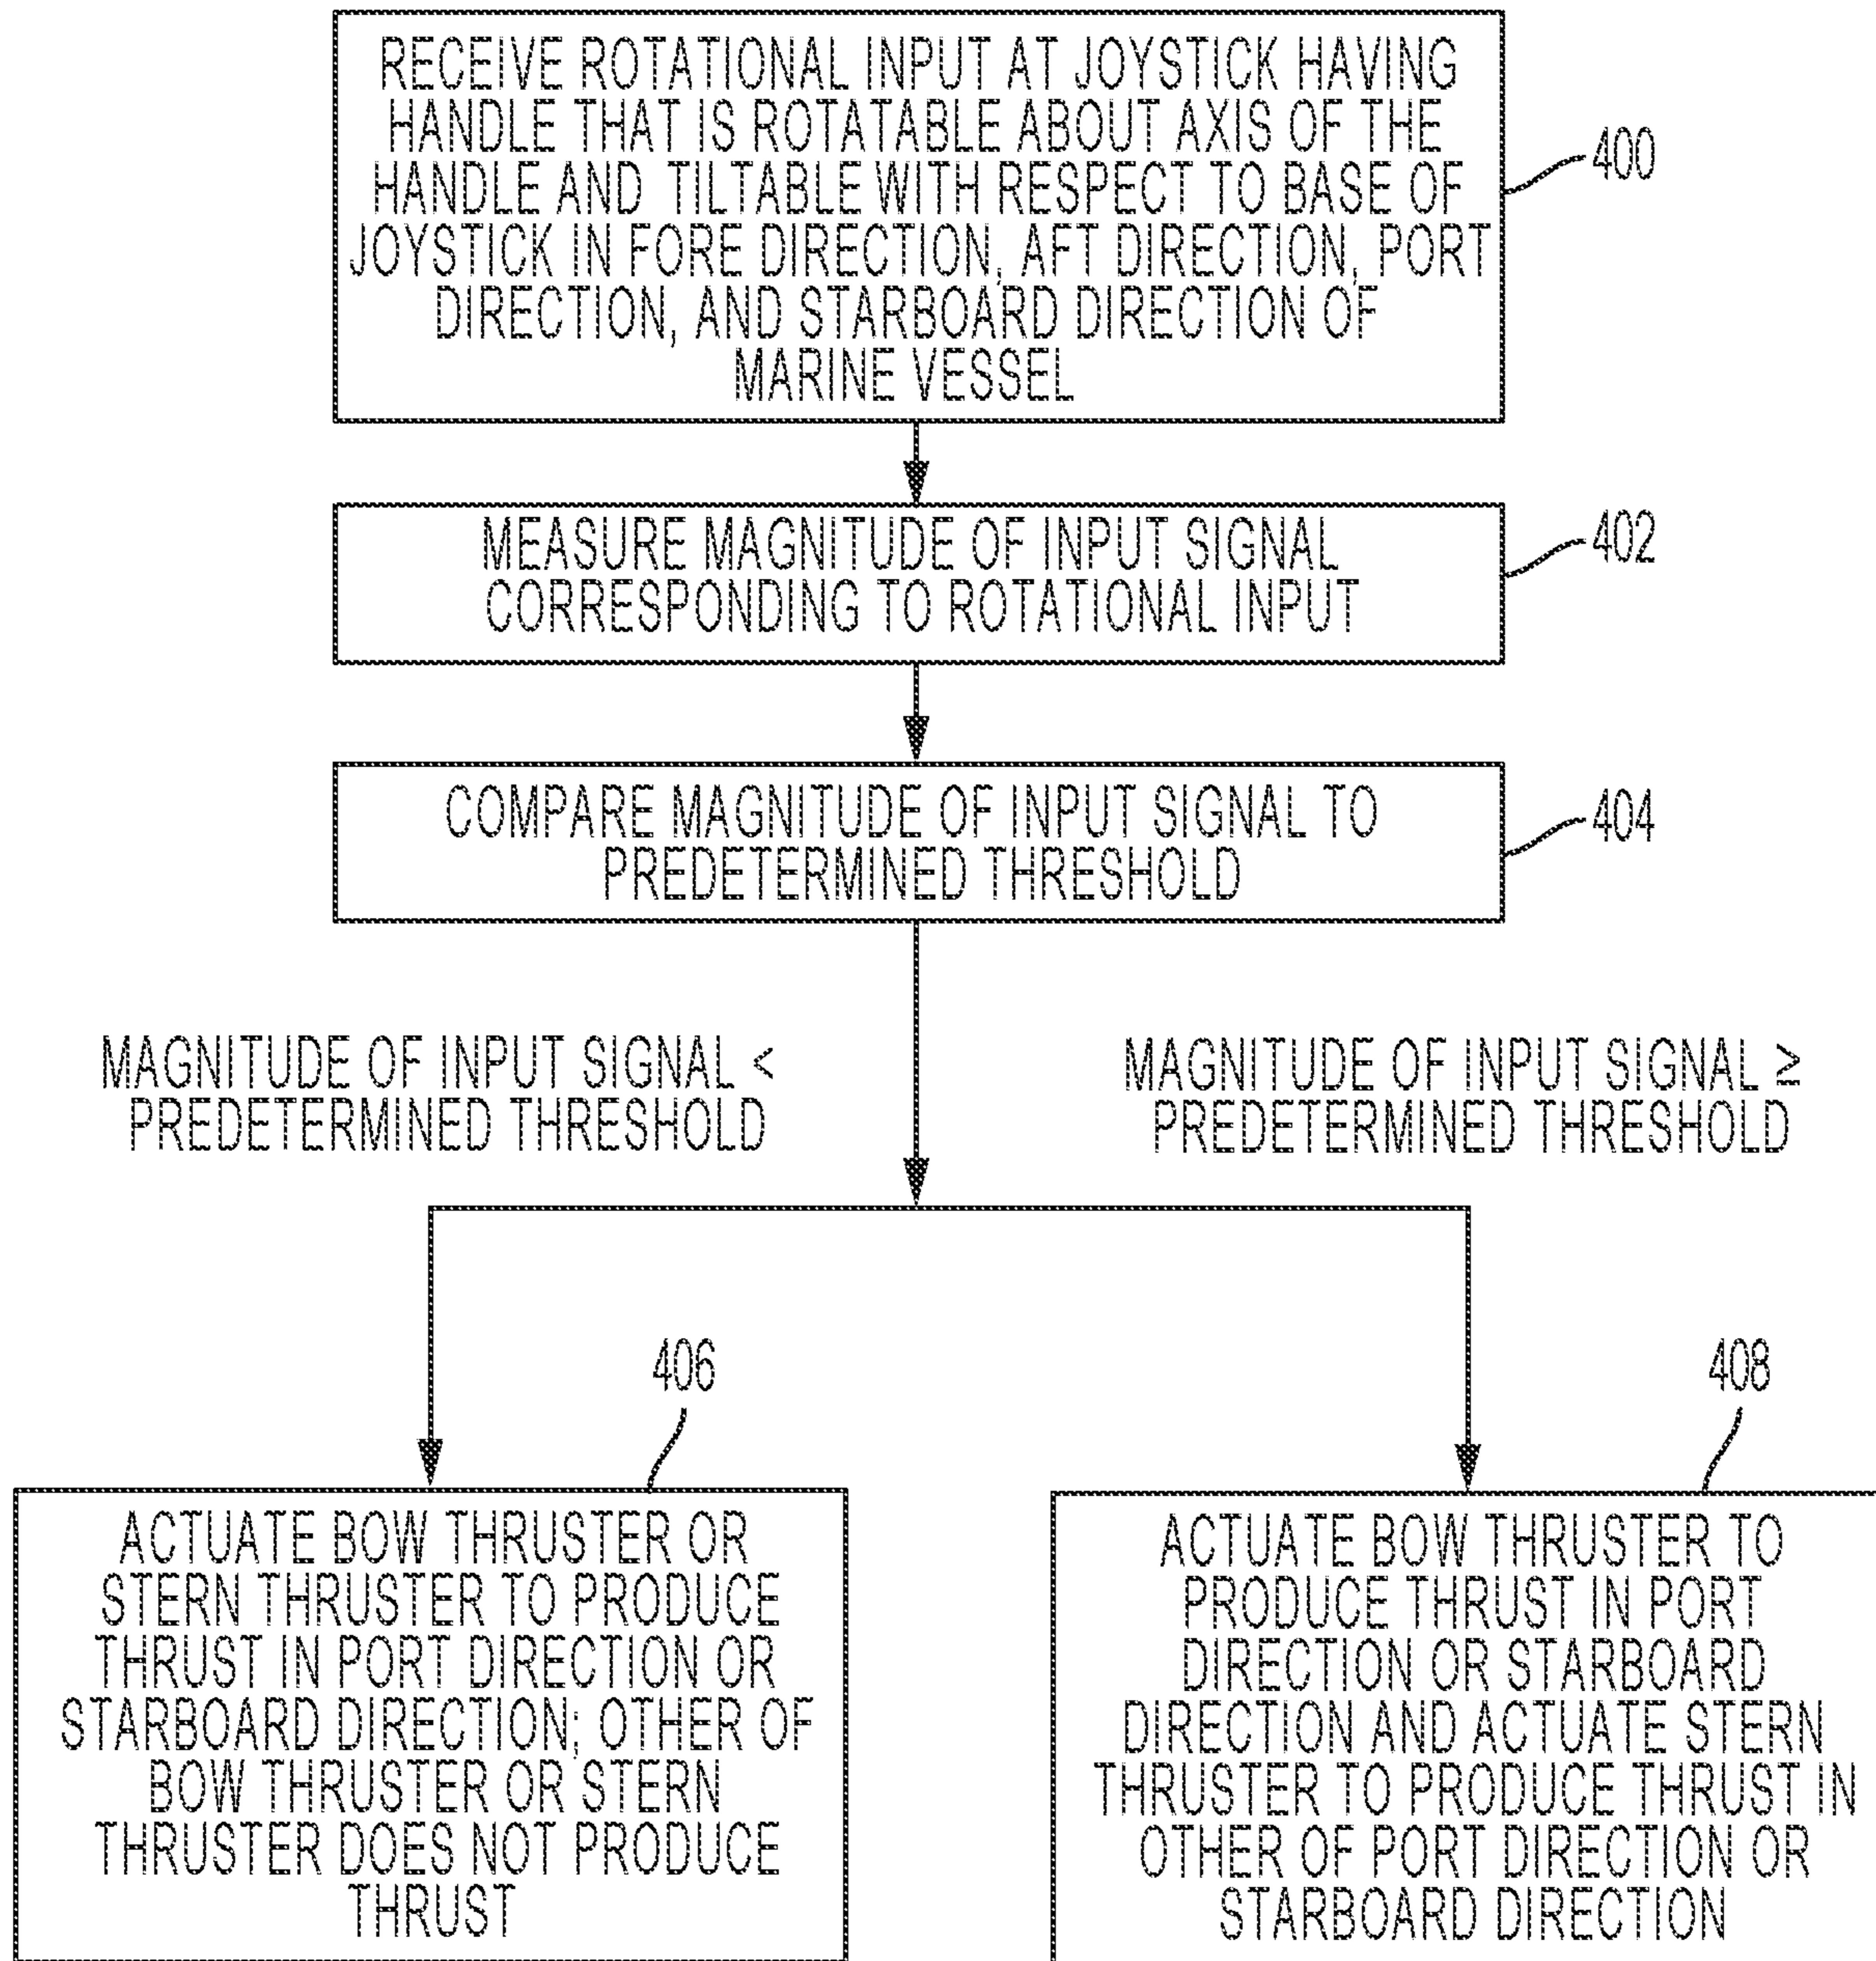 RECEIVE ROTATIONAL INPUT AT JOYSTICK HAVING
HANDLE THAT IS ROTATABLE ABOUT AXIS OF THE
HANDLE AND TILTABLE WITH RESPECT TO BASE OF
JOYSTICK IN FORE DIRECTION, AFT DIRECTION, PORT
DIRECTION, AND STARBOARD DIRECTION OF
MARINE VESSEL
400
MEASURE MAGNITUDE OF INPUT SIGNAL
CORRESPONDING TO ROTATIONAL INPUT
402
COMPARE MAGNITUDE OF INPUT SIGNAL TO
PREDETERMINED THRESHOLD
404
MAGNITUDE OF INPUT SIGNAL <
PREDETERMINED THRESHOLD
MAGNITUDE OF INPUT SIGNAL ≥
PREDETERMINED THRESHOLD
406
ACTUATE BOW THRUSTER OR
STERN THRUSTER TO PRODUCE
THRUST IN PORT DIRECTION OR
STARBOARD DIRECTION; OTHER OF
BOW THRUSTER OR STERN
THRUSTER DOES NOT PRODUCE
THRUST
408
ACTUATE BOW THRUSTER TO
PRODUCE THRUST IN PORT
DIRECTION OR STARBOARD
DIRECTION AND ACTUATE STERN
THRUSTER TO PRODUCE THRUST IN
OTHER OF PORT DIRECTION OR
STARBOARD DIRECTION